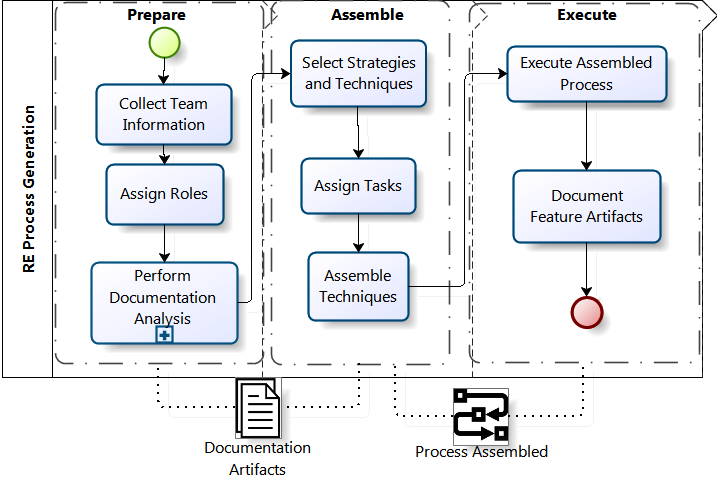 Prepare
Assemble
Execute
RE Process Generation
Collect Team
Information
Assign Roles
Perform
Documentation
Analysis
Select Strategies
and Techniques
Assign Tasks
Assemble
Techniques
Execute Assembled
Process
Document
Feature Artifacts
Documentation
Artifacts
Process Assembled